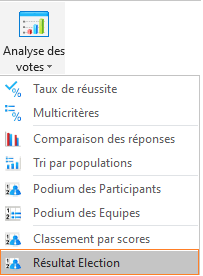 Analyse des
votes
Taux de réussite
Multicritères
Comparaison des réponses
Tri par populations
Podium des Participants
Podium des Equipes
Classement par scores
Résultat Election